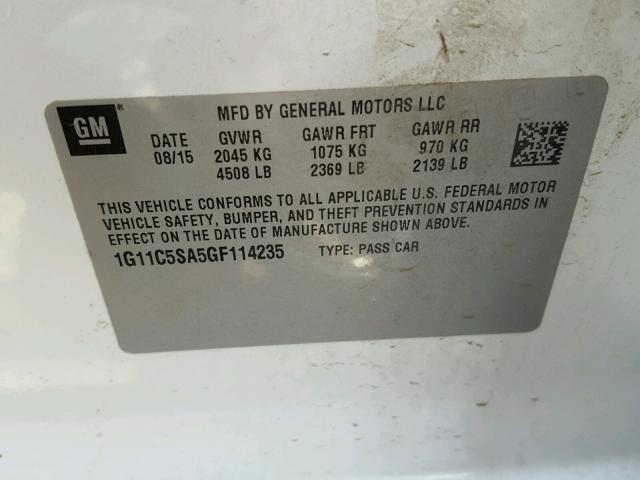 GM
MFD BY GENERAL MOTORS LLC
DATE GVWR GAWR FRT GAWR RR
08/15 2045 KG 1075 KG 970 KG
4508 LB 2369 LB 2139 LB
THIS VEHICLE CONFORMS TO ALL APPLICABLE U.S. FEDERAL MOTOR
VEHICLE SAFETY, BUMPER, AND THEFT PREVENTION STANDARDS IN
EFFECT ON THE DATE OF MANUFACTURE SHOWN ABOVE.
1G11C5SA5GF114235 TYPE: PASS CAR